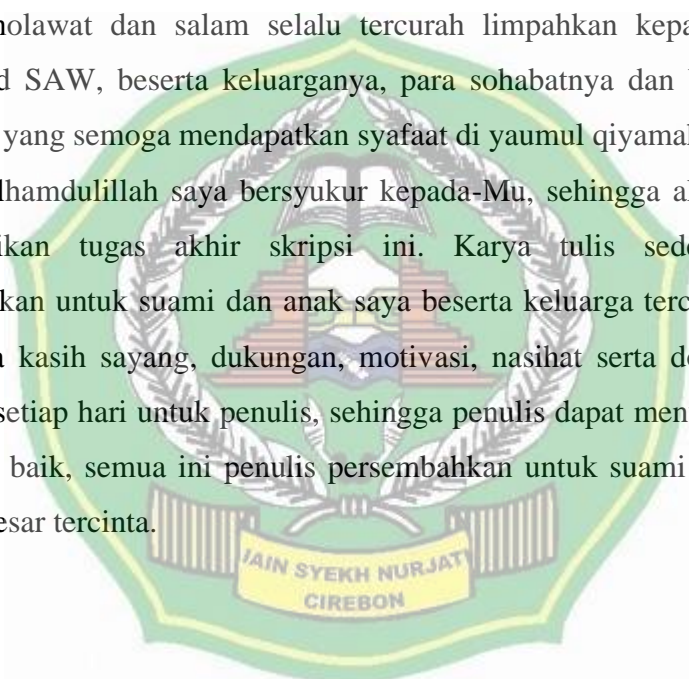 holawat dan salam selalu tercurah limpahkan kepa
d SAW, beserta keluarganya, para sohabatnya dan
yang semoga mendapatkan syafaat di yaumul qiyamah
lhamdulillah saya bersyukur kepada-Mu, sehingga a
ikan tugas akhir skripsi ini. Karya tulis sede
kan untuk suami dan anak saya beserta keluarga terc
kasih sayang, dukungan, motivasi, nasihat serta d
setiap hari untuk penulis, sehingga penulis dapat men
baik, semua ini penulis persembahkan untuk suami
esar tercinta.
IAIN SYEKH NURJATI
CIREBON